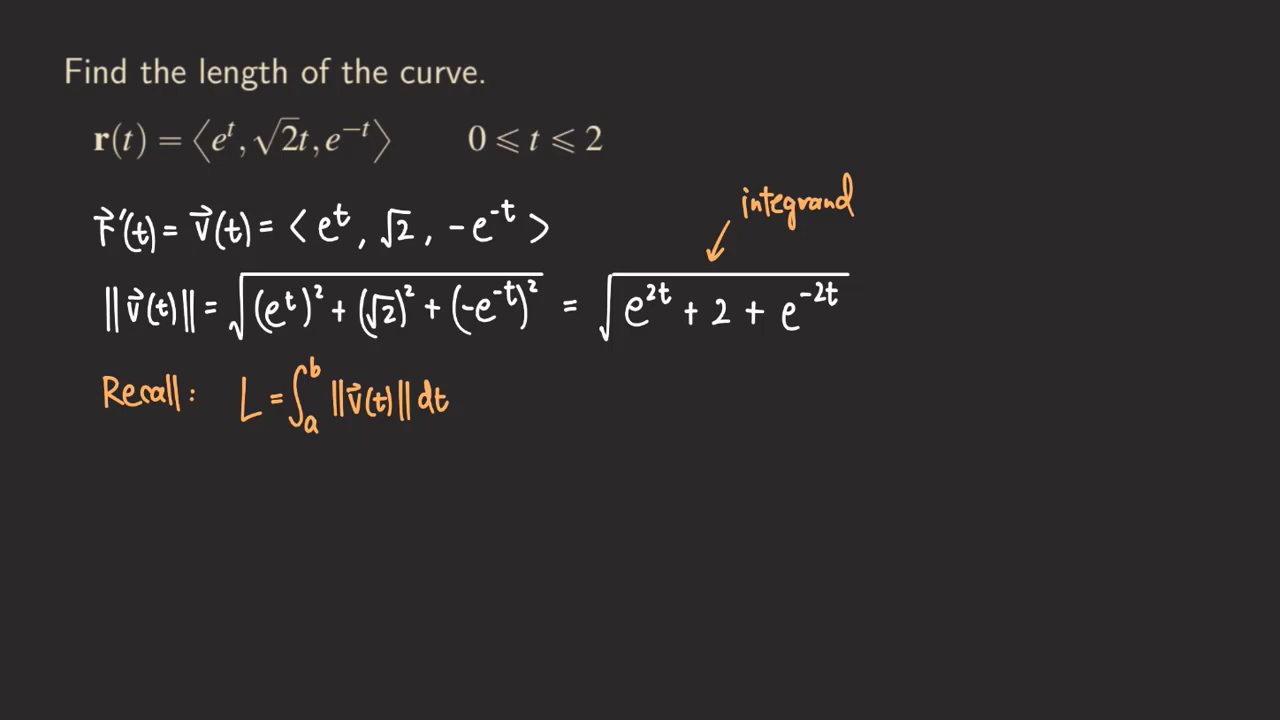 Find the length of the curve.
r(t) = ⟨e^t, √2t, e^−t⟩ 0 ⩽ t ⩽ 2
integrand
r⃗'(t) = v⃗(t) = <e^t, √2, -e^-t>
||v⃗(t)|| = √((e^t)² + (√2)² + (-e^-t)²) = √(e^2t + 2 + e^-2t)
Recall: L = ∫_a^b ||v⃗(t)|| dt